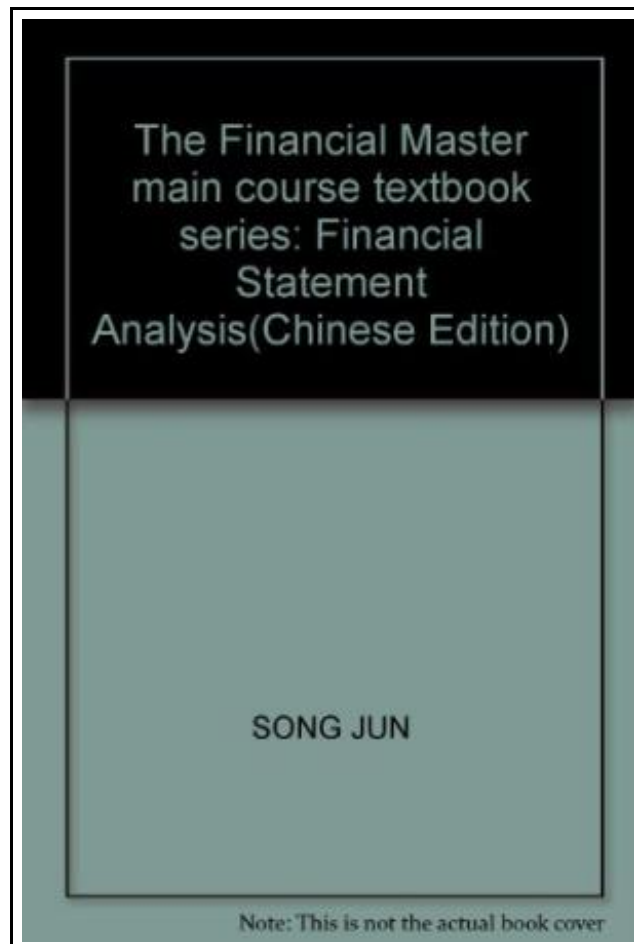 The Financial Master
main course textbook
series: Financial
Statement
Analysis(Chinese Edition)
SONG JUN
Note: This is not the actual book cover